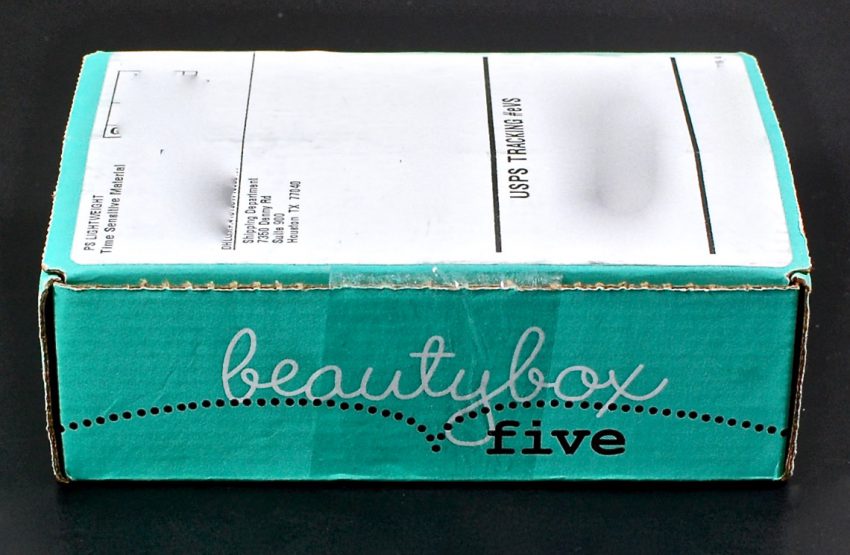 PS LIGHTWEIGHT
Time Sensitive Material
Shipping Department
7350 Denny Rd
Suite 900
Houston TX 77040
USPS TRACKING #eVS
beautybox
five